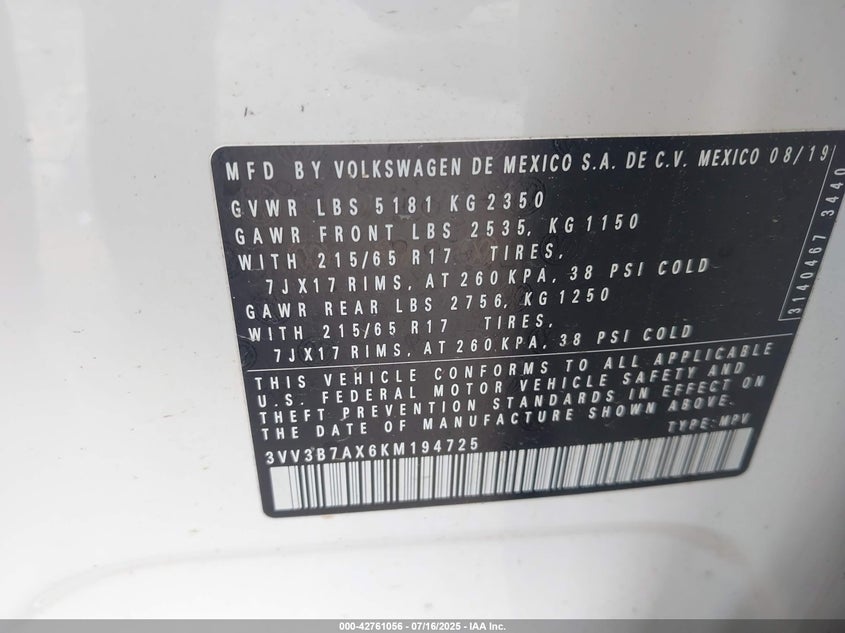 MFD BY VOLKSWAGEN DE MEXICO S.A. DE C.V. MEXICO 08/19
GVWR LBS 5181 KG 2350
GAWR FRONT LBS 2535, KG 1150
WITH 215/65 R17 TIRES,
7JX17 RIMS, AT 260 KPA, 38 PSI COLD
GAWR REAR LBS 2756, KG 1250
WITH 215/65 R17 TIRES,
7JX17 RIMS, AT 260 KPA, 38 PSI COLD
3140467 3440
THIS VEHICLE CONFORMS TO ALL APPLICABLE
U.S. FEDERAL MOTOR VEHICLE SAFETY AND
THEFT PREVENTION STANDARDS IN EFFECT ON
THE DATE OF MANUFACTURE SHOWN ABOVE.
TYPE: MPV
3VV3B7AX6KM194725
000-42761056 - 07/16/2025 - IAA Inc.